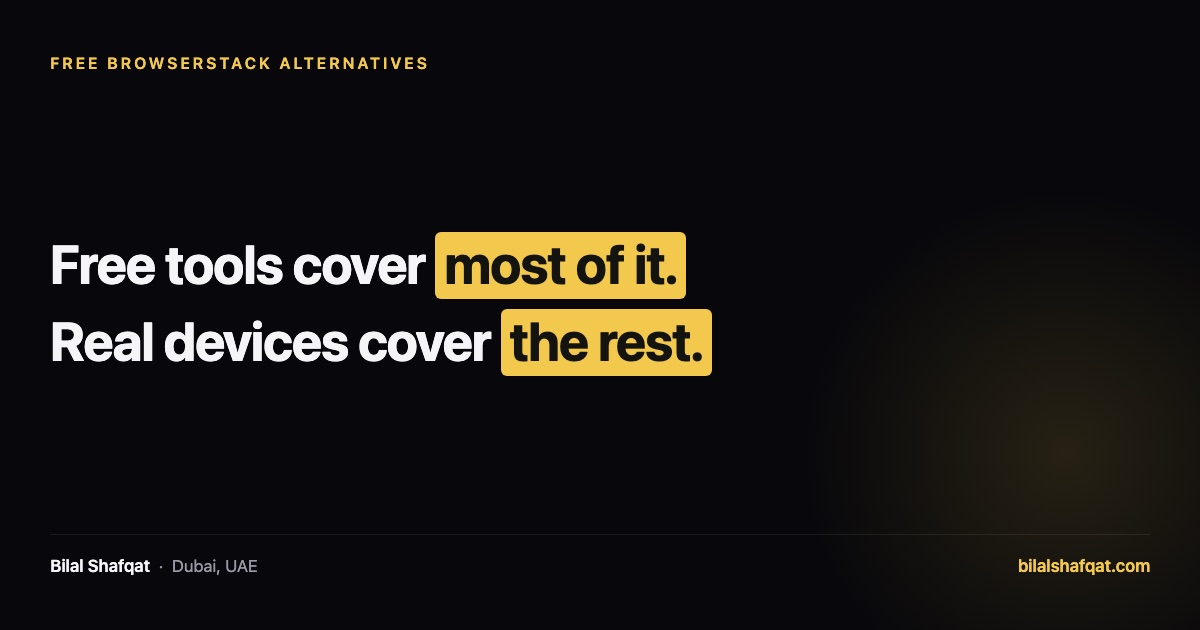 FREE BROWSERSTACK ALTERNATIVES
Free tools cover most of it.
Real devices cover the rest.
Bilal Shafqat · Dubai, UAE
bilalshafqat.com